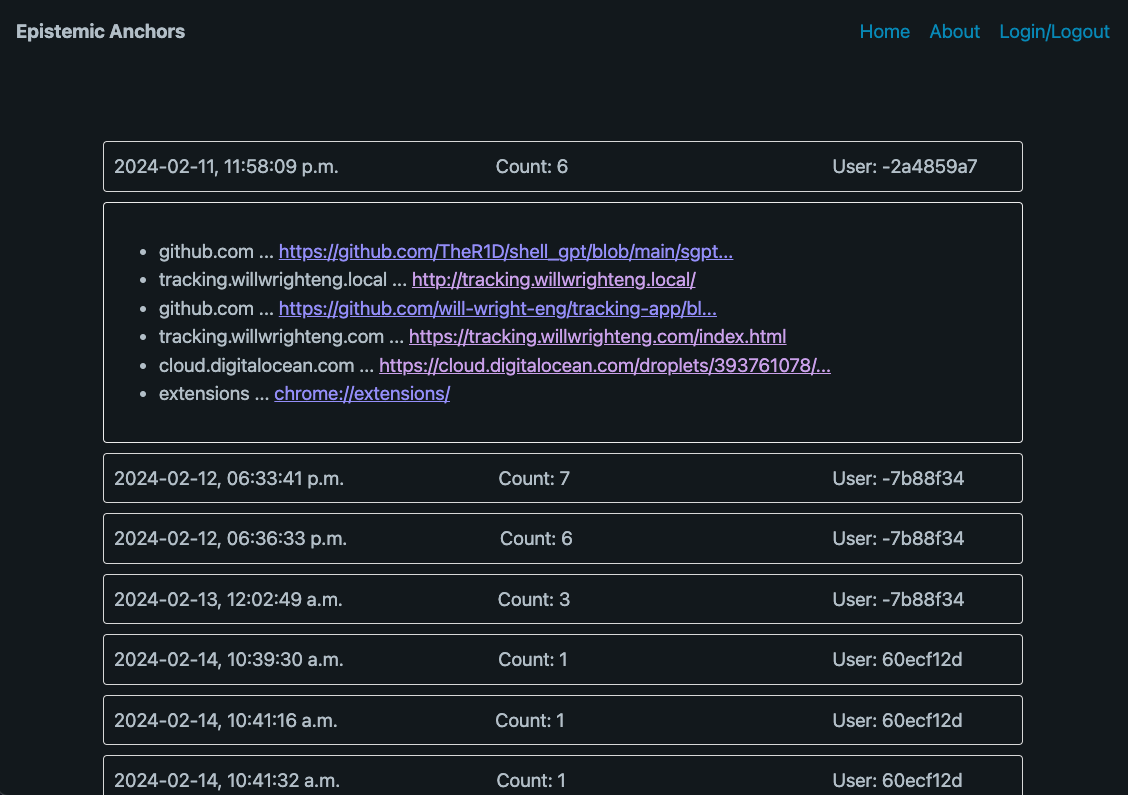 Epistemic Anchors Home About Login/Logout
2024-02-11, 11:58:09 p.m. Count: 6 User: -2a4859a7
• github.com ... https://github.com/TheR1D/shell_gpt/blob/main/sgpt...
• tracking.willwrighteng.local ... http://tracking.willwrighteng.local/
• github.com ... https://github.com/will-wright-eng/tracking-app/bl...
• tracking.willwrighteng.com ... https://tracking.willwrighteng.com/index.html
• cloud.digitalocean.com ... https://cloud.digitalocean.com/droplets/393761078/...
• extensions ... chrome://extensions/
2024-02-12, 06:33:41 p.m. Count: 7 User: -7b88f34
2024-02-12, 06:36:33 p.m. Count: 6 User: -7b88f34
2024-02-13, 12:02:49 a.m. Count: 3 User: -7b88f34
2024-02-14, 10:39:30 a.m. Count: 1 User: 60ecf12d
2024-02-14, 10:41:16 a.m. Count: 1 User: 60ecf12d
2024-02-14, 10:41:32 a.m. Count: 1 User: 60ecf12d